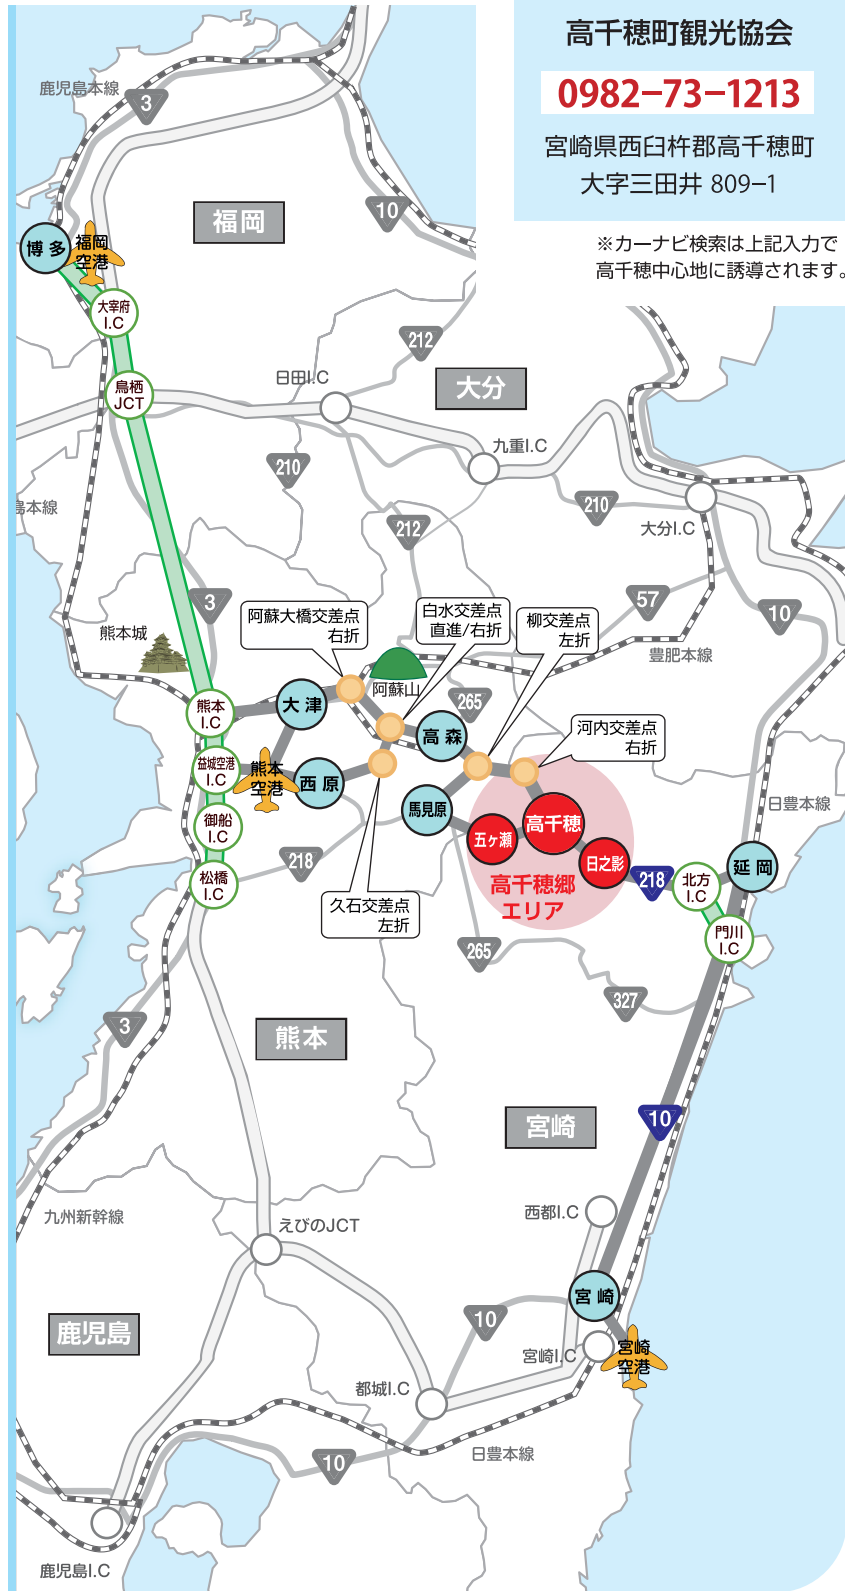 高千穂町観光協会
0982−73−1213
宮崎県西臼杵郡高千穂町
大字三田井 809−1
※カーナビ検索は上記入力で
高千穂中心地に誘導されます。
鹿児島本線
3
10
福岡
博多
福岡
空港
大宰府
I.C
212
日田I.C
大分
鳥栖
JCT
九重I.C
210
210
島本線
212
大分I.C
3
57
10
阿蘇大橋交差点
右折
白水交差点
直進/右折
柳交差点
左折
熊本城
豊肥本線
阿蘇山
熊本
I.C
大津
265
高森
河内交差点
右折
益城空港
I.C
熊本
空港
西原
日豊本線
御船
I.C
馬見原
五ヶ瀬
高千穂
日之影
218
松橋
I.C
高千穂郷
エリア
218
北方
I.C
延岡
久石交差点
左折
門川
I.C
265
327
3
熊本
10
宮崎
九州新幹線
えびのJCT
西都I.C
宮崎
10
鹿児島
宮崎I.C
宮崎
空港
都城I.C
10
日豊本線
鹿児島I.C